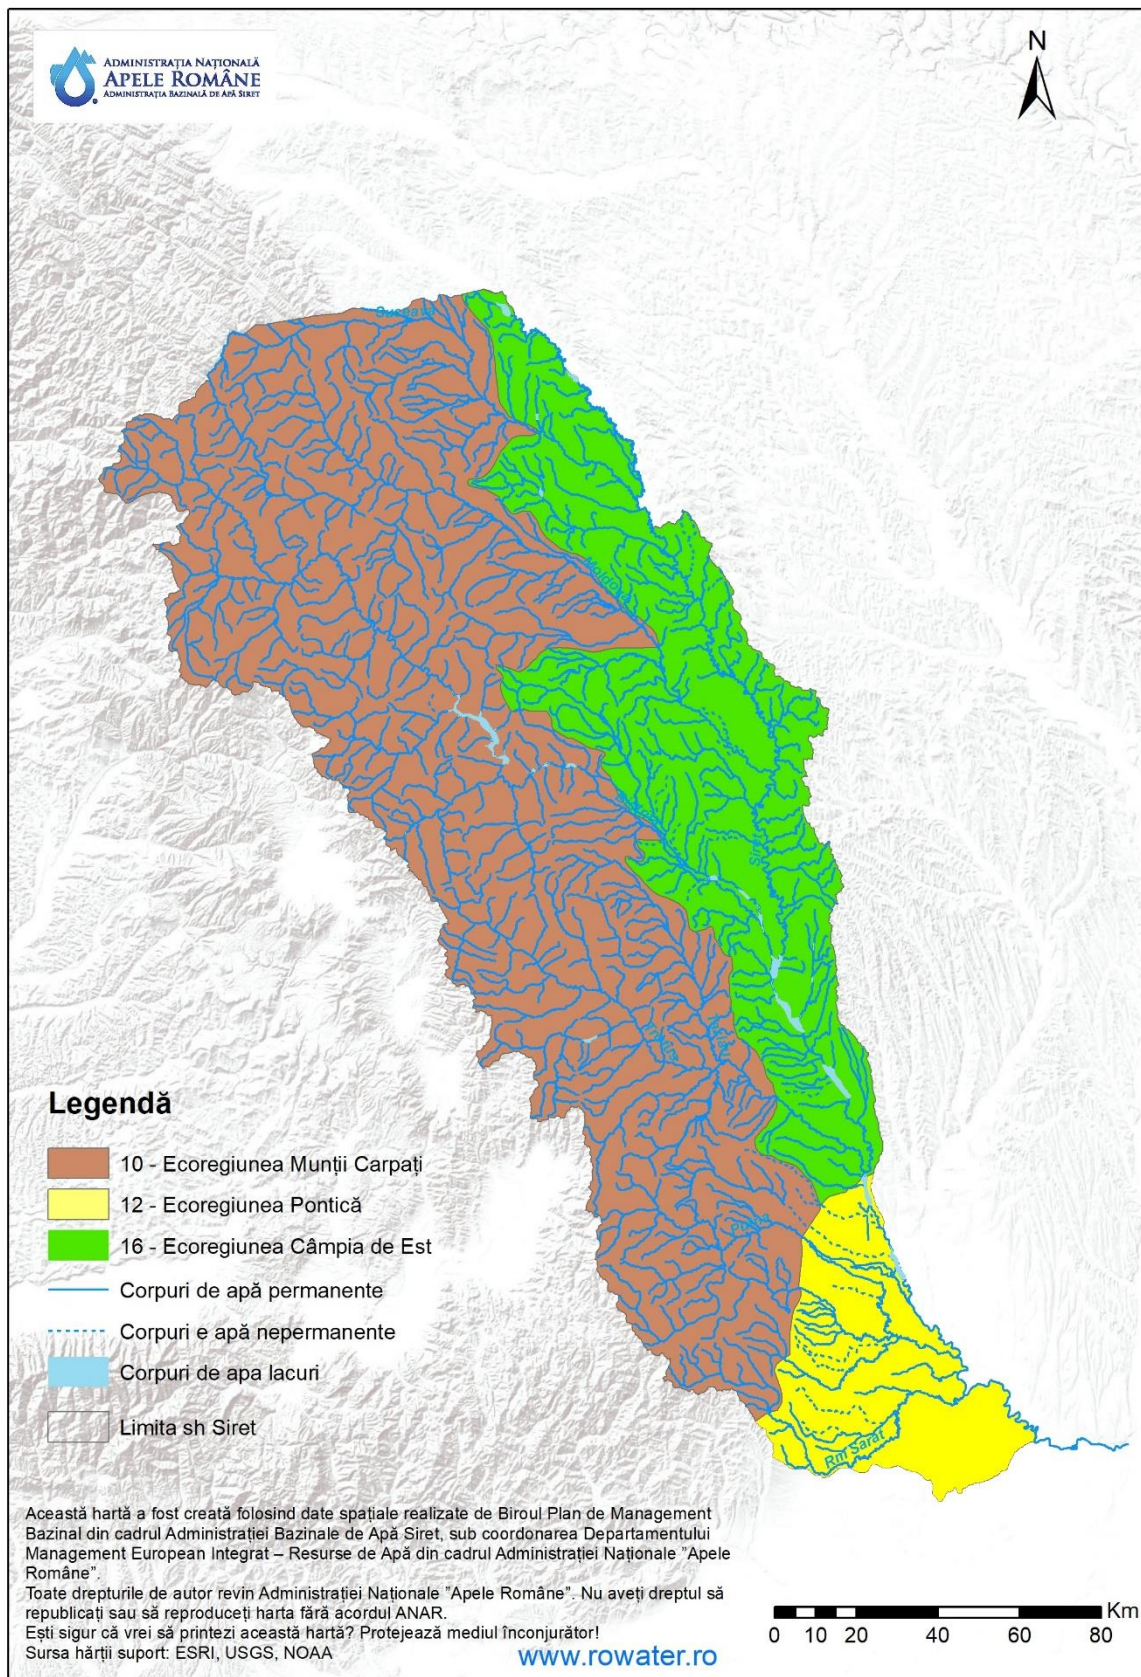 ADMINISTRAȚIA NAȚIONALĂ
APELE ROMÂNE
ADMINISTRAȚIA BAZINALĂ DE APĂ SIRET
N
Suceava
Moldova
Bistrița
Siret
Trotuș
Tazlău
Putna
Rm Sarat
Legendă
10 - Ecoregiunea Munții Carpați
12 - Ecoregiunea Pontică
16 - Ecoregiunea Câmpia de Est
Corpuri de apă permanente
Corpuri e apă nepermanente
Corpuri de apa lacuri
Limita sh Siret
Această hartă a fost creată folosind date spațiale realizate de Biroul Plan de Management
Bazinal din cadrul Administrației Bazinale de Apă Siret, sub coordonarea Departamentului
Management European Integrat – Resurse de Apă din cadrul Administrației Naționale "Apele
Române".
Toate drepturile de autor revin Administrației Naționale "Apele Române". Nu aveți dreptul să
republicați sau să reproduceți harta fără acordul ANAR.
Ești sigur că vrei să printezi această hartă? Protejează mediul înconjurător!
Sursa hărții suport: ESRI, USGS, NOAA
www.rowater.ro
Km
0 10 20 40 60 80